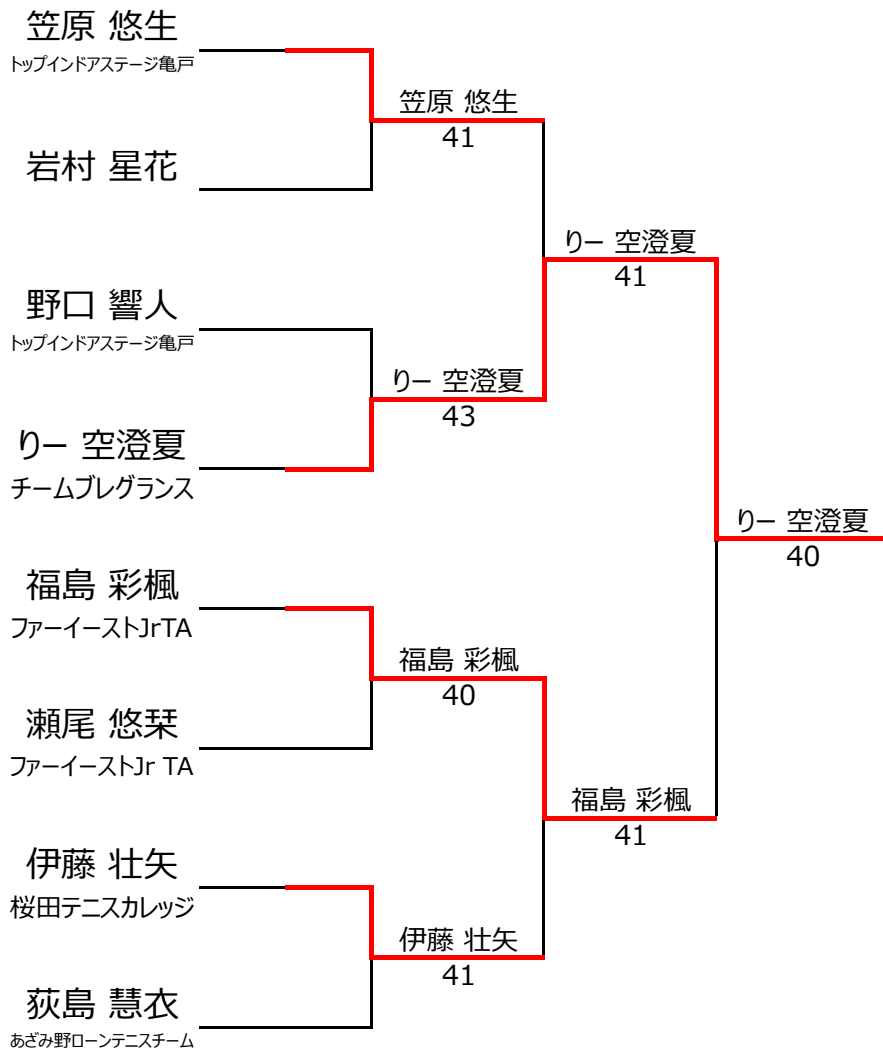 笠原 悠生
トップインドアステージ亀戸
岩村 星花
野口 響人
トップインドアステージ亀戸
りー 空澄夏
チームブレグランス
福島 彩楓
ファーイーストJrTA
瀬尾 悠栞
ファーイーストJr TA
伊藤 壮矢
桜田テニスカレッジ
荻島 慧衣
あざみ野ローンテニスチーム
笠原 悠生
41
りー 空澄夏
43
福島 彩楓
40
伊藤 壮矢
41
りー 空澄夏
41
福島 彩楓
41
りー 空澄夏
40